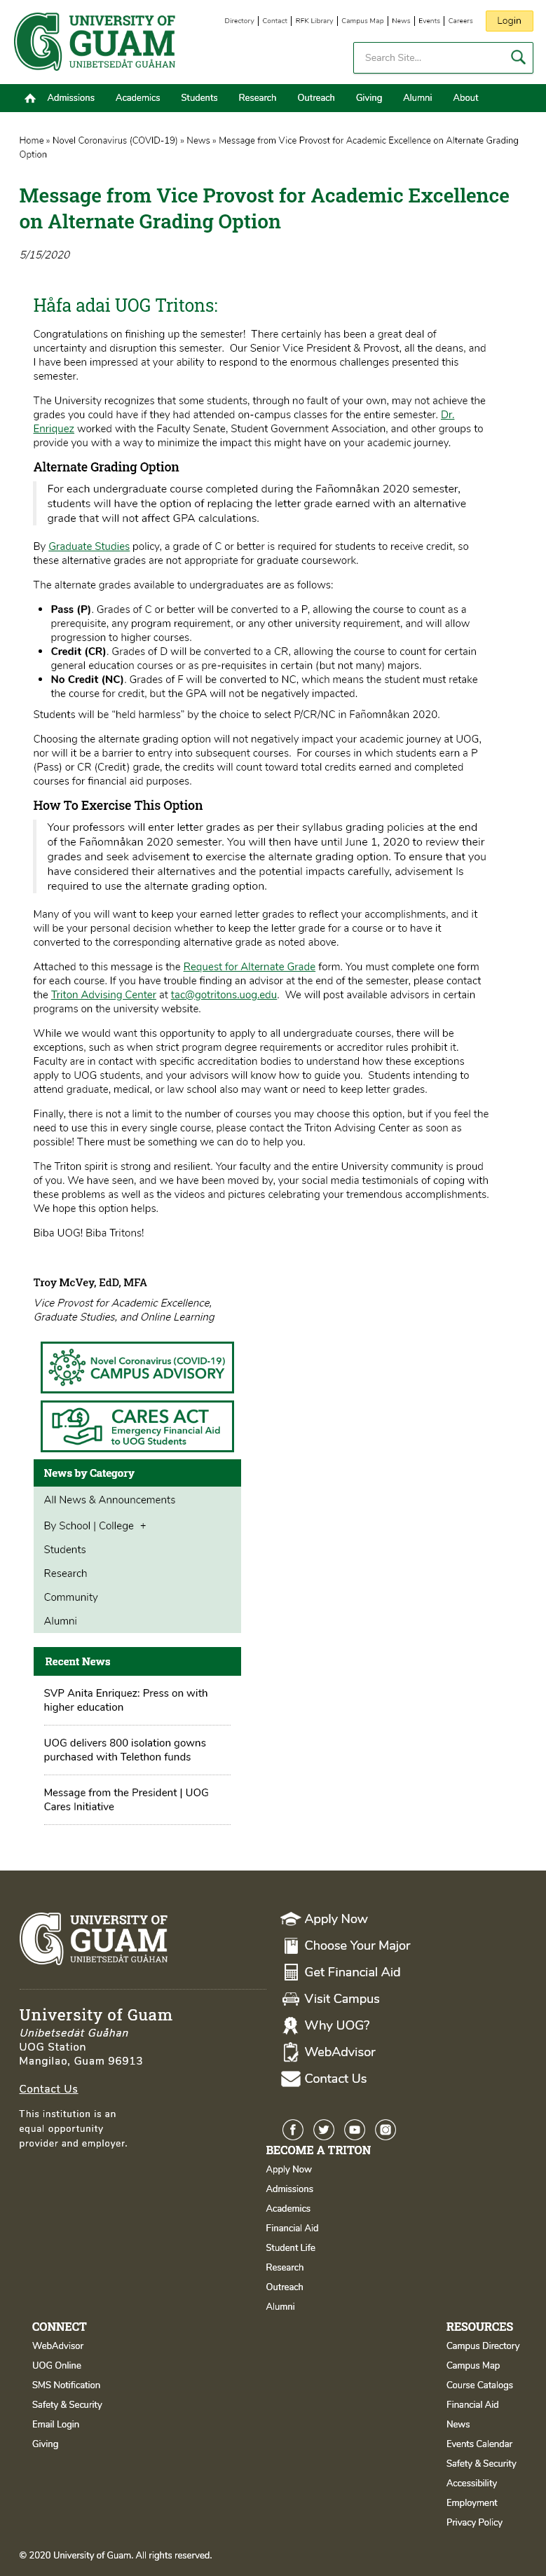 UNIVERSITY OF
GUAM
UNIBETSEDÅT GUÅHAN
Directory | Contact | RFK Library | Campus Map | News | Events | Careers
Login
Search Site...
Admissions Academics Students Research Outreach Giving Alumni About
Home » Novel Coronavirus (COVID-19) » News » Message from Vice Provost for Academic Excellence on Alternate Grading
Option
Message from Vice Provost for Academic Excellence
on Alternate Grading Option
5/15/2020
Håfa adai UOG Tritons:
Congratulations on finishing up the semester!  There certainly has been a great deal of
uncertainty and disruption this semester.  Our Senior Vice President & Provost, all the deans, and
I have been impressed at your ability to respond to the enormous challenges presented this
semester.
The University recognizes that some students, through no fault of your own, may not achieve the
grades you could have if they had attended on-campus classes for the entire semester. Dr.
Enriquez worked with the Faculty Senate, Student Government Association, and other groups to
provide you with a way to minimize the impact this might have on your academic journey.
Alternate Grading Option
For each undergraduate course completed during the Fañomnåkan 2020 semester,
students will have the option of replacing the letter grade earned with an alternative
grade that will not affect GPA calculations.
By Graduate Studies policy, a grade of C or better is required for students to receive credit, so
these alternative grades are not appropriate for graduate coursework.
The alternate grades available to undergraduates are as follows:
• Pass (P). Grades of C or better will be converted to a P, allowing the course to count as a
prerequisite, any program requirement, or any other university requirement, and will allow
progression to higher courses.
• Credit (CR). Grades of D will be converted to a CR, allowing the course to count for certain
general education courses or as pre-requisites in certain (but not many) majors.
• No Credit (NC). Grades of F will be converted to NC, which means the student must retake
the course for credit, but the GPA will not be negatively impacted.
Students will be “held harmless” by the choice to select P/CR/NC in Fañomnåkan 2020.
Choosing the alternate grading option will not negatively impact your academic journey at UOG,
nor will it be a barrier to entry into subsequent courses.  For courses in which students earn a P
(Pass) or CR (Credit) grade, the credits will count toward total credits earned and completed
courses for financial aid purposes.
How To Exercise This Option
Your professors will enter letter grades as per their syllabus grading policies at the end
of the Fañomnåkan 2020 semester. You will then have until June 1, 2020 to review their
grades and seek advisement to exercise the alternate grading option. To ensure that you
have considered their alternatives and the potential impacts carefully, advisement Is
required to use the alternate grading option.
Many of you will want to keep your earned letter grades to reflect your accomplishments, and it
will be your personal decision whether to keep the letter grade for a course or to have it
converted to the corresponding alternative grade as noted above.
Attached to this message is the Request for Alternate Grade form. You must complete one form
for each course. If you have trouble finding an advisor at the end of the semester, please contact
the Triton Advising Center at tac@gotritons.uog.edu.  We will post available advisors in certain
programs on the university website.
While we would want this opportunity to apply to all undergraduate courses, there will be
exceptions, such as when strict program degree requirements or accreditor rules prohibit it.
Faculty are in contact with specific accreditation bodies to understand how these exceptions
apply to UOG students, and your advisors will know how to guide you.  Students intending to
attend graduate, medical, or law school also may want or need to keep letter grades.
Finally, there is not a limit to the number of courses you may choose this option, but if you feel the
need to use this in every single course, please contact the Triton Advising Center as soon as
possible! There must be something we can do to help you.
The Triton spirit is strong and resilient. Your faculty and the entire University community is proud
of you. We have seen, and we have been moved by, your social media testimonials of coping with
these problems as well as the videos and pictures celebrating your tremendous accomplishments.
We hope this option helps.
Biba UOG! Biba Tritons!
Troy McVey, EdD, MFA
Vice Provost for Academic Excellence,
Graduate Studies, and Online Learning
Novel Coronavirus (COVID-19)
CAMPUS ADVISORY
CARES ACT
Emergency Financial Aid
to UOG Students
News by Category
All News & Announcements
By School | College +
Students
Research
Community
Alumni
Recent News
SVP Anita Enriquez: Press on with
higher education
UOG delivers 800 isolation gowns
purchased with Telethon funds
Message from the President | UOG
Cares Initiative
UNIVERSITY OF
GUAM
UNIBETSEDÅT GUÅHAN
University of Guam
Unibetsedåt Guåhan
UOG Station
Mangilao, Guam 96913
Contact Us
This institution is an
equal opportunity
provider and employer.
Apply Now
Choose Your Major
Get Financial Aid
Visit Campus
Why UOG?
WebAdvisor
Contact Us
BECOME A TRITON
Apply Now
Admissions
Academics
Financial Aid
Student Life
Research
Outreach
Alumni
CONNECT
WebAdvisor
UOG Online
SMS Notification
Safety & Security
Email Login
Giving
RESOURCES
Campus Directory
Campus Map
Course Catalogs
Financial Aid
News
Events Calendar
Safety & Security
Accessibility
Employment
Privacy Policy
© 2020 University of Guam. All rights reserved.